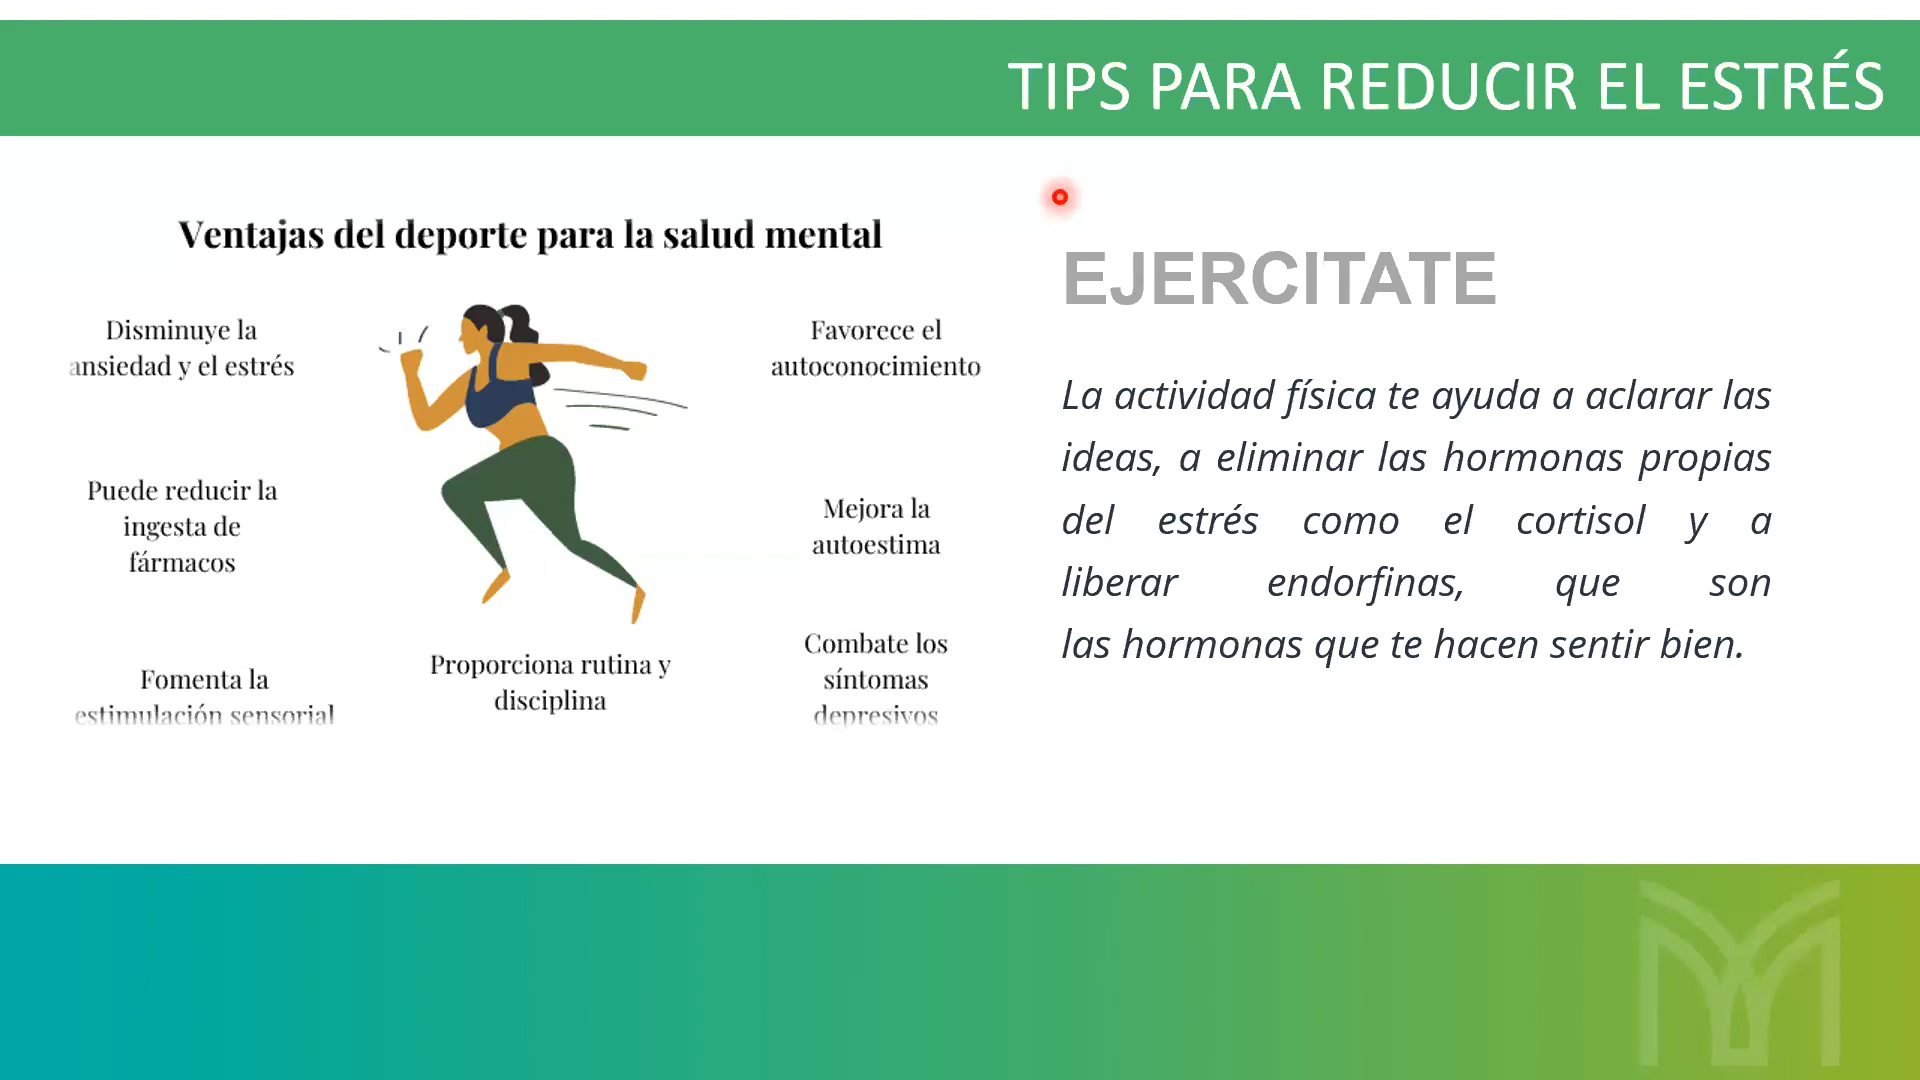 TIPS PARA REDUCIR EL ESTRÉS
Ventajas del deporte para la salud mental
Disminuye la
ansiedad y el estrés
Puede reducir la
ingesta de
fármacos
Fomenta la
estimulación sensorial
Proporciona rutina y
disciplina
Favorece el
autoconocimiento
Mejora la
autoestima
Combate los
síntomas
depresivos
EJERCITATE
La actividad física te ayuda a aclarar las
ideas, a eliminar las hormonas propias
del estrés como el cortisol y a
liberar endorfinas, que son
las hormonas que te hacen sentir bien.